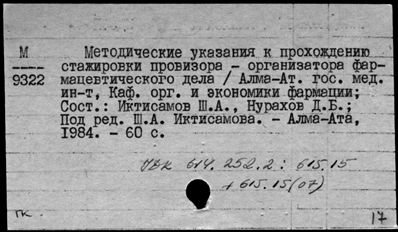 М Методические указания к прохождению
---- стажировки провизора - организатора фар-
9322 мацевтического дела / Алма-Ат. гос. мед.
ин-т, Каф. орг. и экономики фармации;
Сост.: Иктисамов Ш.А., Нурахов Д.Б.;
Под ред. Ш.А. Иктисамова. - Алма-Ата,
1984. - 60 с.
УДК 614.252.2 : 615.15
+ 615.15(07)
гк. 17